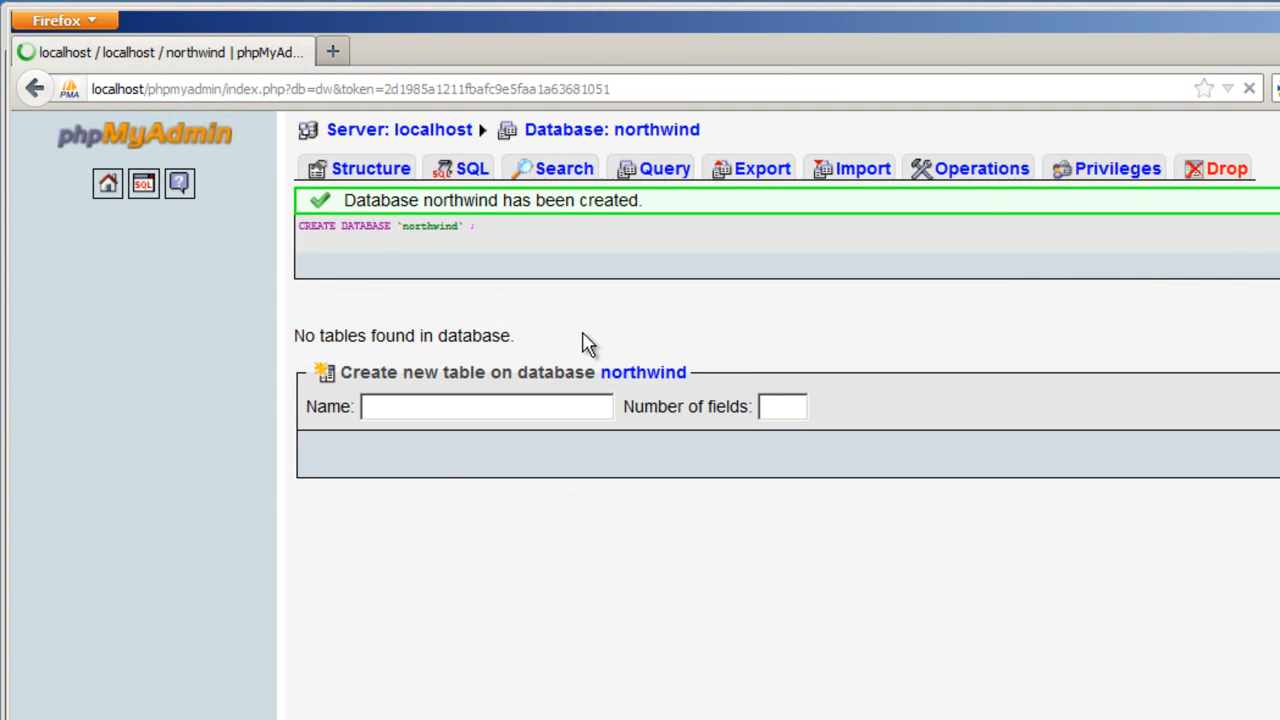 Firefox
localhost / localhost / northwind | phpMyAd...
PMA localhost/phpmyadmin/index.php?db=dw&token=2d1985a1211fbafc9e5faa1a63681051
phpMyAdmin
SQL
Server: localhost Database: northwind
Structure SQL Search Query Export Import Operations Privileges Drop
Database northwind has been created.
CREATE DATABASE `northwind` ;
No tables found in database.
Create new table on database northwind
Name: Number of fields: